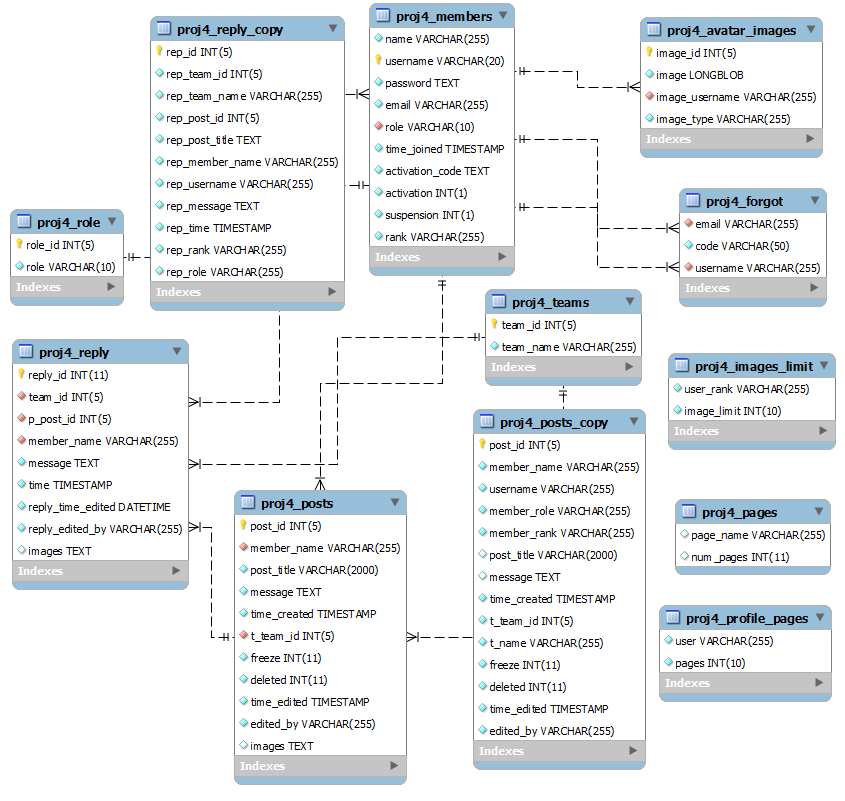 proj4_reply_copy
rep_id INT(5)
rep_team_id INT(5)
rep_team_name VARCHAR(255)
rep_post_id INT(5)
rep_post_title TEXT
rep_member_name VARCHAR(255)
rep_username VARCHAR(255)
rep_message TEXT
rep_time TIMESTAMP
rep_rank VARCHAR(255)
rep_role VARCHAR(255)
Indexes
proj4_members
name VARCHAR(255)
username VARCHAR(20)
password TEXT
email VARCHAR(255)
role VARCHAR(10)
time_joined TIMESTAMP
activation_code TEXT
activation INT(1)
suspension INT(1)
rank VARCHAR(255)
Indexes
proj4_avatar_images
image_id INT(5)
image LONGBLOB
image_username VARCHAR(255)
image_type VARCHAR(255)
Indexes
proj4_role
role_id INT(5)
role VARCHAR(10)
Indexes
proj4_forgot
email VARCHAR(255)
code VARCHAR(50)
username VARCHAR(255)
Indexes
proj4_teams
team_id INT(5)
team_name VARCHAR(255)
Indexes
proj4_reply
reply_id INT(11)
team_id INT(5)
p_post_id INT(5)
member_name VARCHAR(255)
message TEXT
time TIMESTAMP
reply_time_edited DATETIME
reply_edited_by VARCHAR(255)
images TEXT
Indexes
proj4_images_limit
user_rank VARCHAR(255)
image_limit INT(10)
Indexes
proj4_posts_copy
post_id INT(5)
member_name VARCHAR(255)
username VARCHAR(255)
member_role VARCHAR(255)
member_rank VARCHAR(255)
post_title VARCHAR(2000)
message TEXT
time_created TIMESTAMP
t_team_id INT(5)
t_name VARCHAR(255)
freeze INT(11)
deleted INT(11)
time_edited TIMESTAMP
edited_by VARCHAR(255)
Indexes
proj4_posts
post_id INT(5)
member_name VARCHAR(255)
post_title VARCHAR(2000)
message TEXT
time_created TIMESTAMP
t_team_id INT(5)
freeze INT(11)
deleted INT(11)
time_edited TIMESTAMP
edited_by VARCHAR(255)
images TEXT
Indexes
proj4_pages
page_name VARCHAR(255)
num_pages INT(11)
proj4_profile_pages
user VARCHAR(255)
pages INT(10)
Indexes